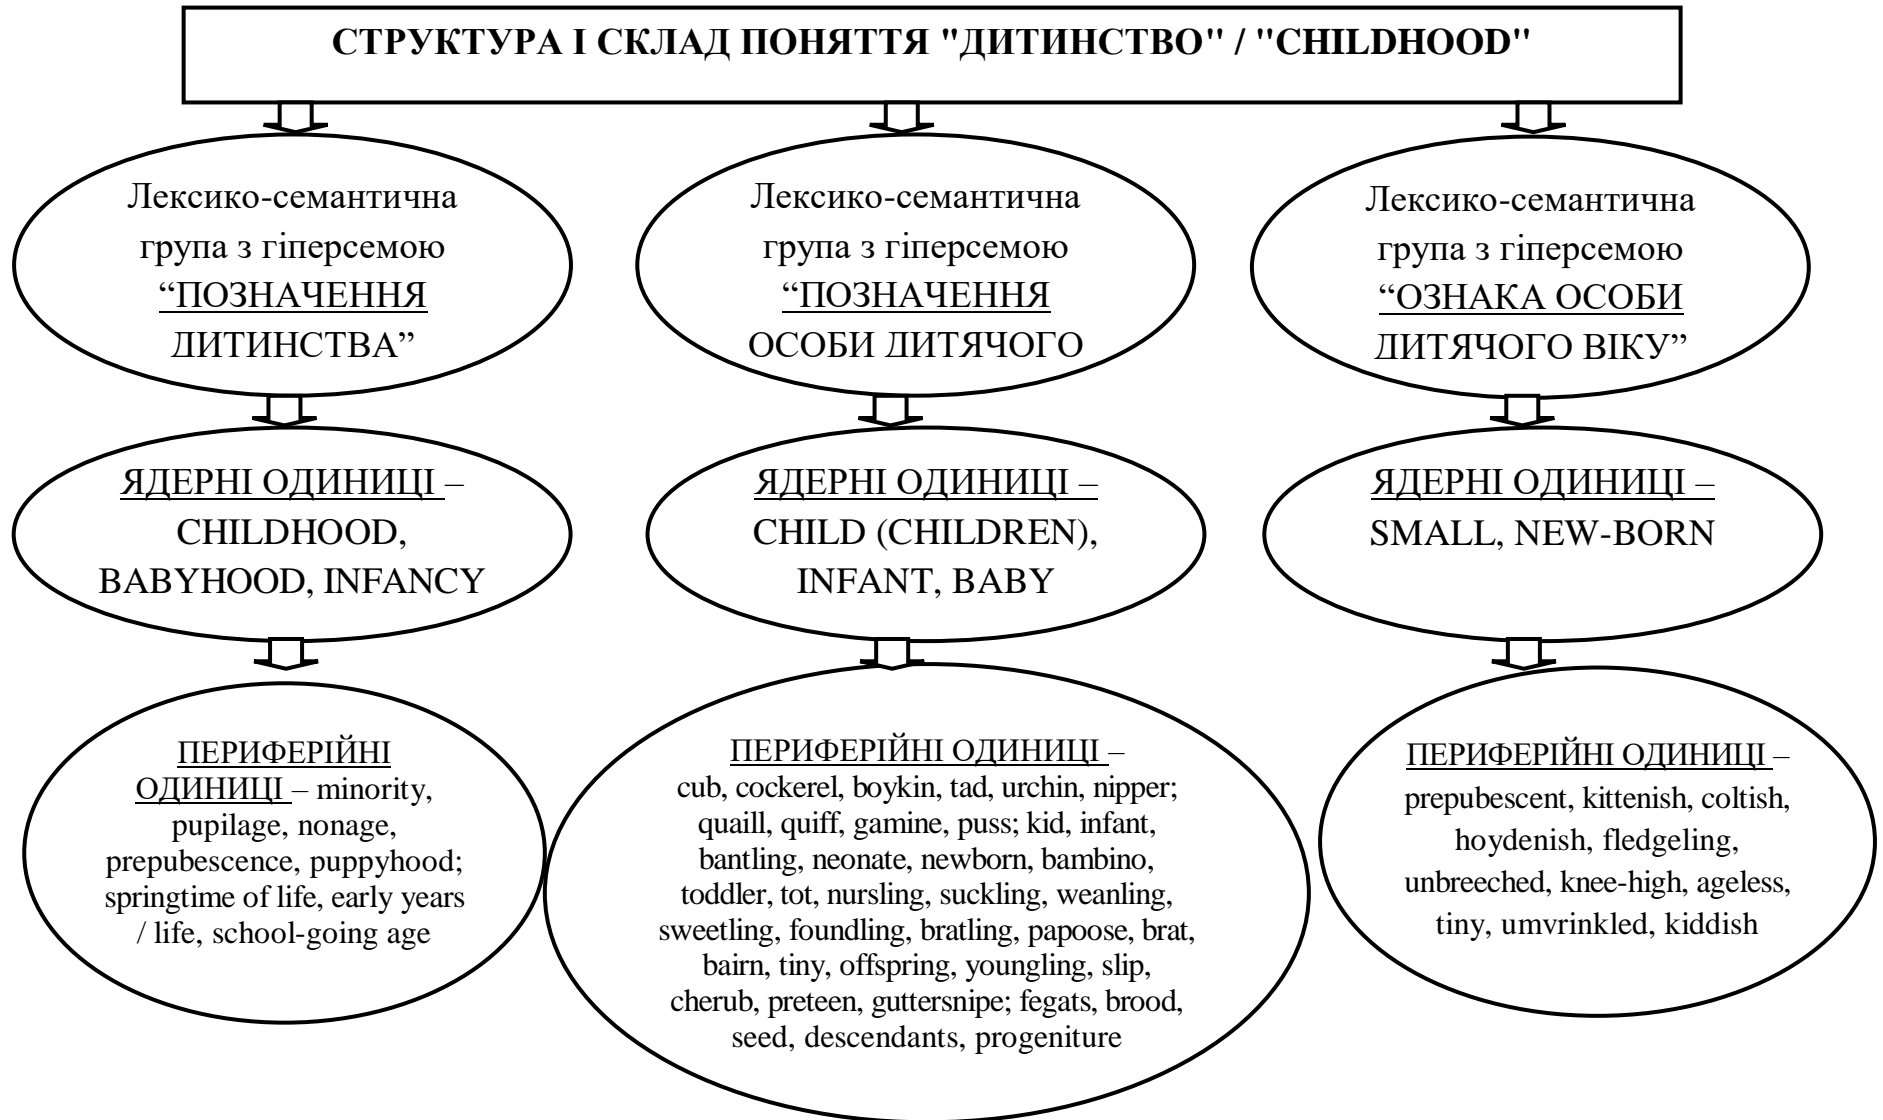 СТРУКТУРА І СКЛАД ПОНЯТТЯ "ДИТИНСТВО" / "CHILDHOOD"
Лексико-семантична
група з гіперсемою
“ПОЗНАЧЕННЯ
ДИТИНСТВА”
Лексико-семантична
група з гіперсемою
“ПОЗНАЧЕННЯ
ОСОБИ ДИТЯЧОГО
Лексико-семантична
група з гіперсемою
“ОЗНАКА ОСОБИ
ДИТЯЧОГО ВІКУ”
ЯДЕРНІ ОДИНИЦІ –
CHILDHOOD,
BABYHOOD, INFANCY
ЯДЕРНІ ОДИНИЦІ –
CHILD (CHILDREN),
INFANT, BABY
ЯДЕРНІ ОДИНИЦІ –
SMALL, NEW-BORN
ПЕРИФЕРІЙНІ
ОДИНИЦІ – minority,
pupilage, nonage,
prepubescence, puppyhood;
springtime of life, early years
/ life, school-going age
ПЕРИФЕРІЙНІ ОДИНИЦІ –
cub, cockerel, boykin, tad, urchin, nipper;
quaill, quiff, gamine, puss; kid, infant,
bantling, neonate, newborn, bambino,
toddler, tot, nursling, suckling, weanling,
sweetling, foundling, bratling, papoose, brat,
bairn, tiny, offspring, youngling, slip,
cherub, preteen, guttersnipe; fegats, brood,
seed, descendants, progeniture
ПЕРИФЕРІЙНІ ОДИНИЦІ –
prepubescent, kittenish, coltish,
hoydenish, fledgeling,
unbreeched, knee-high, ageless,
tiny, umvrinkled, kiddish